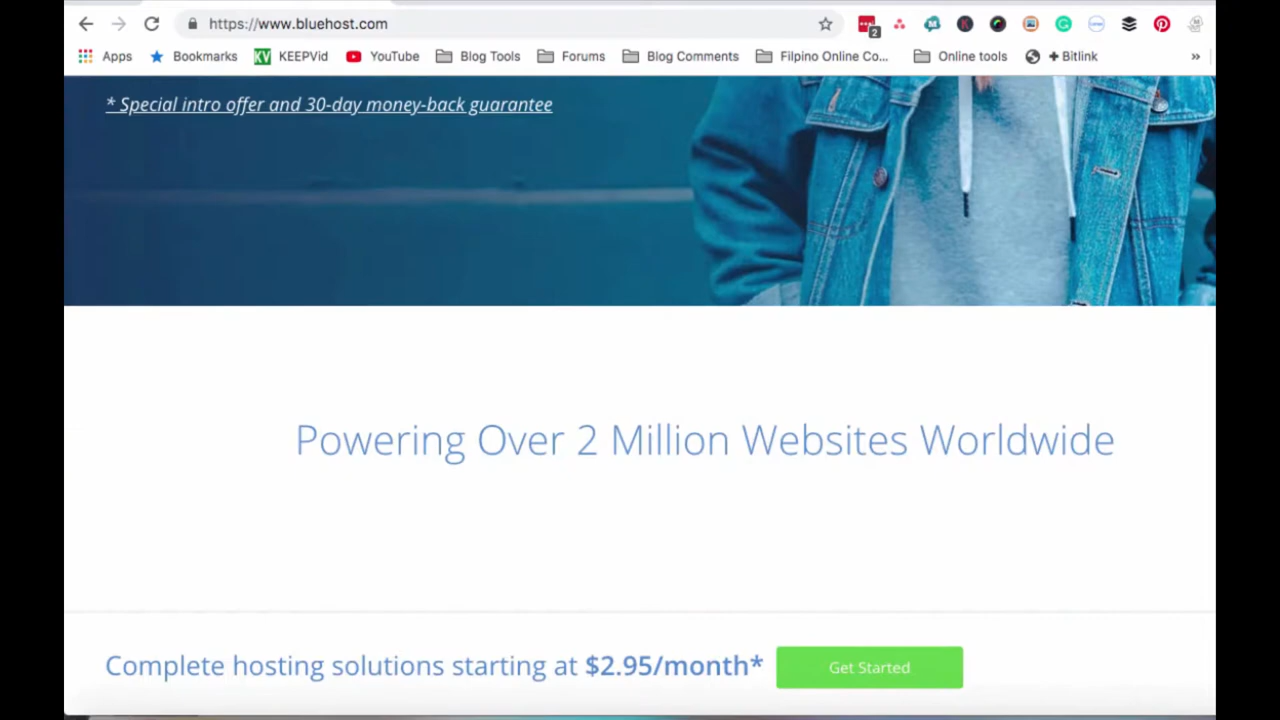 https://www.bluehost.com
2
Apps Bookmarks KV KEEPVid YouTube Blog Tools Forums Blog Comments Filpino Online Co... Online tools + Bitlink »
* Special intro offer and 30-day money-back guarantee
Powering Over 2 Million Websites Worldwide
Complete hosting solutions starting at $2.95/month* Get Started